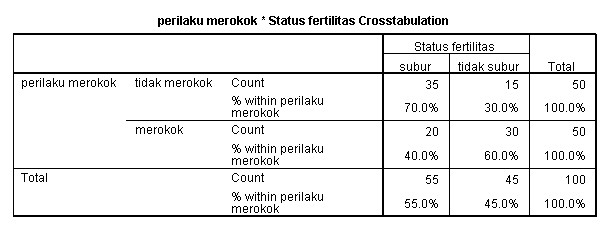 perilaku merokok * Status fertilitas Crosstabulation
Status fertilitas
subur tidak subur Total
perilaku merokok tidak merokok Count 35 15 50
% within perilaku
merokok 70.0% 30.0% 100.0%
merokok Count 20 30 50
% within perilaku
merokok 40.0% 60.0% 100.0%
Total Count 55 45 100
% within perilaku
merokok 55.0% 45.0% 100.0%